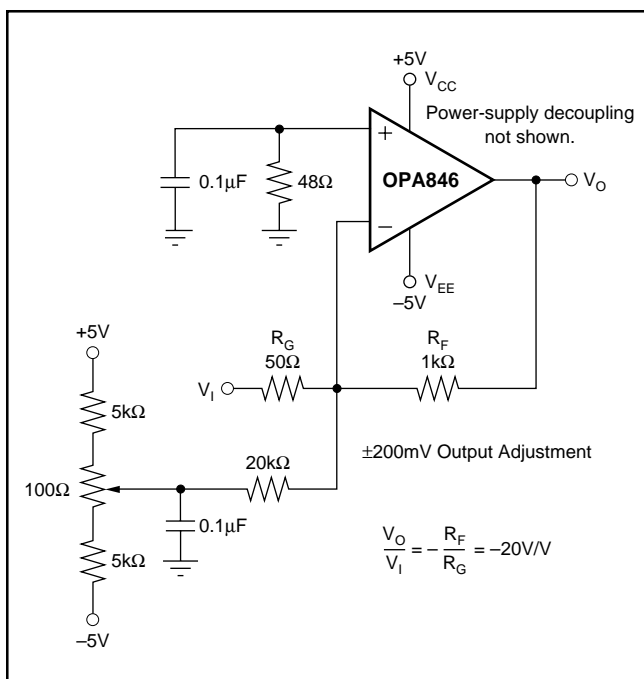 +5V
V_CC
Power-supply decoupling
not shown.
+
OPA846
0.1µF
48Ω
V_O
−
V_EE
–5V
+5V
R_G
50Ω
R_F
1kΩ
V_I
5kΩ
±200mV Output Adjustment
20kΩ
100Ω
0.1µF
V_O/V_I = – R_F/R_G = –20V/V
5kΩ
–5V